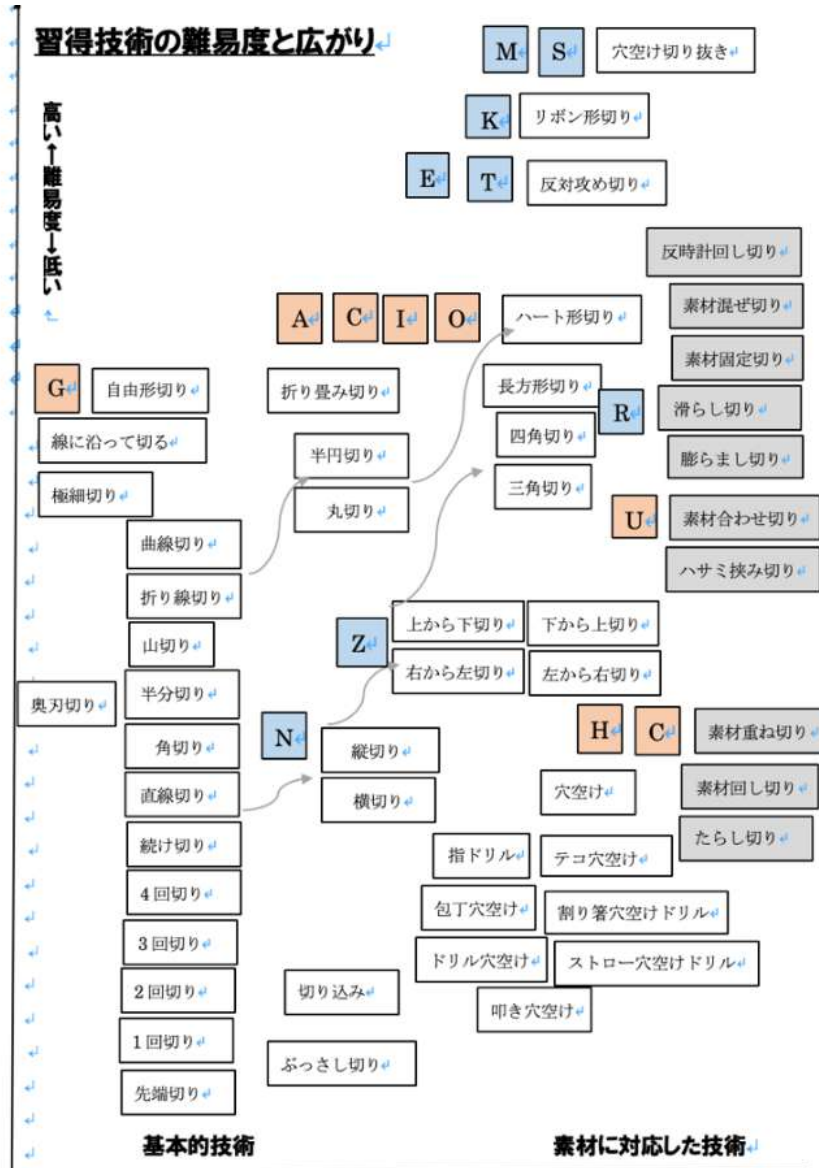 習得技術の難易度と広がり
M S 穴空け切り抜き
K リボン形切り
E T 反対攻め切り
高い←難易度→低い
反時計回し切り
A C I O ハート形切り 素材混ぜ切り
G 自由形切り 折り畳み切り 長方形切り 素材固定切り
R 滑らし切り
線に沿って切る 半円切り 四角切り 膨らまし切り
極細切り 丸切り 三角切り
U 素材合わせ切り
曲線切り ハサミ挟み切り
折り線切り
Z 上から下切り 下から上切り
山切り 右から左切り 左から右切り
奥刃切り 半分切り
N H C 素材重ね切り
角切り 縦切り
直線切り 横切り 穴空け 素材回し切り
続け切り 指ドリル テコ穴空け たらし切り
4回切り 包丁穴空け 割り箸穴空けドリル
3回切り ドリル穴空け ストロー穴空けドリル
2回切り 切り込み 叩き穴空け
1回切り ぶっさし切り
先端切り
基本的技術 素材に対応した技術